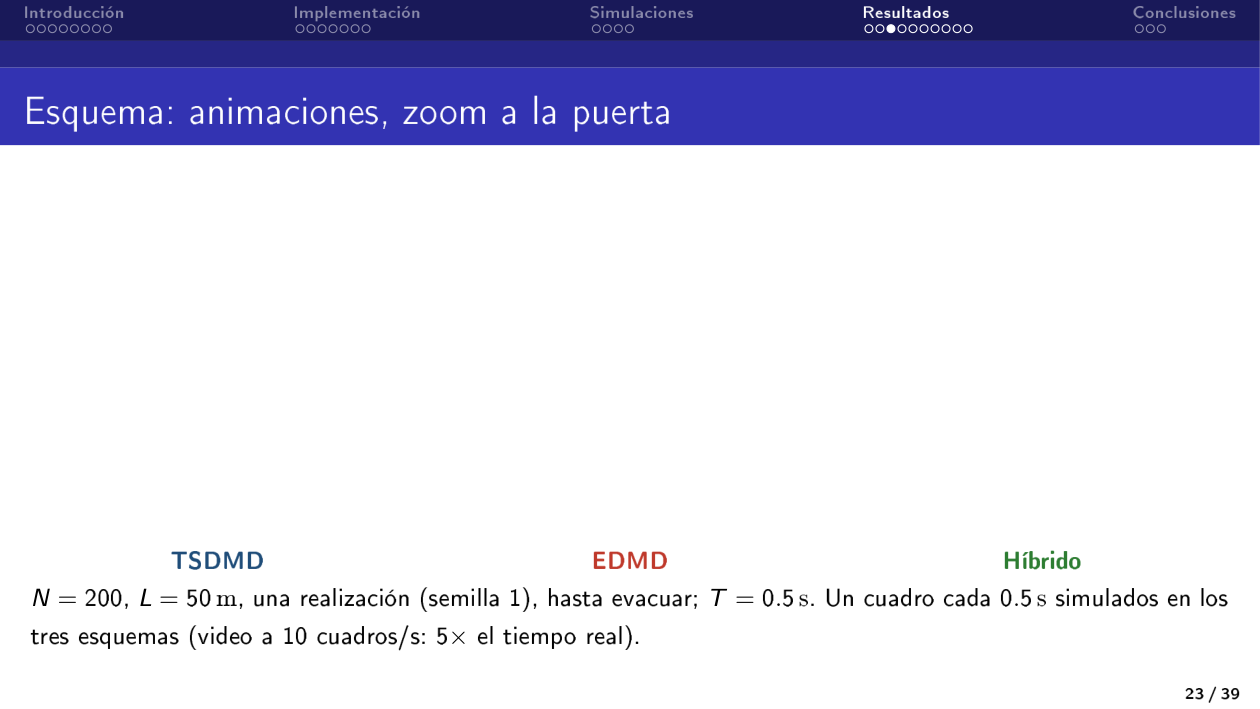 Introducción
Implementación
Simulaciones
Resultados
Conclusiones
Esquema: animaciones, zoom a la puerta
TSDMD
EDMD
Híbrido
N = 200, L = 50 m, una realización (semilla 1), hasta evacuar; T = 0.5 s. Un cuadro cada 0.5 s simulados en los
tres esquemas (video a 10 cuadros/s: 5× el tiempo real).
23 / 39